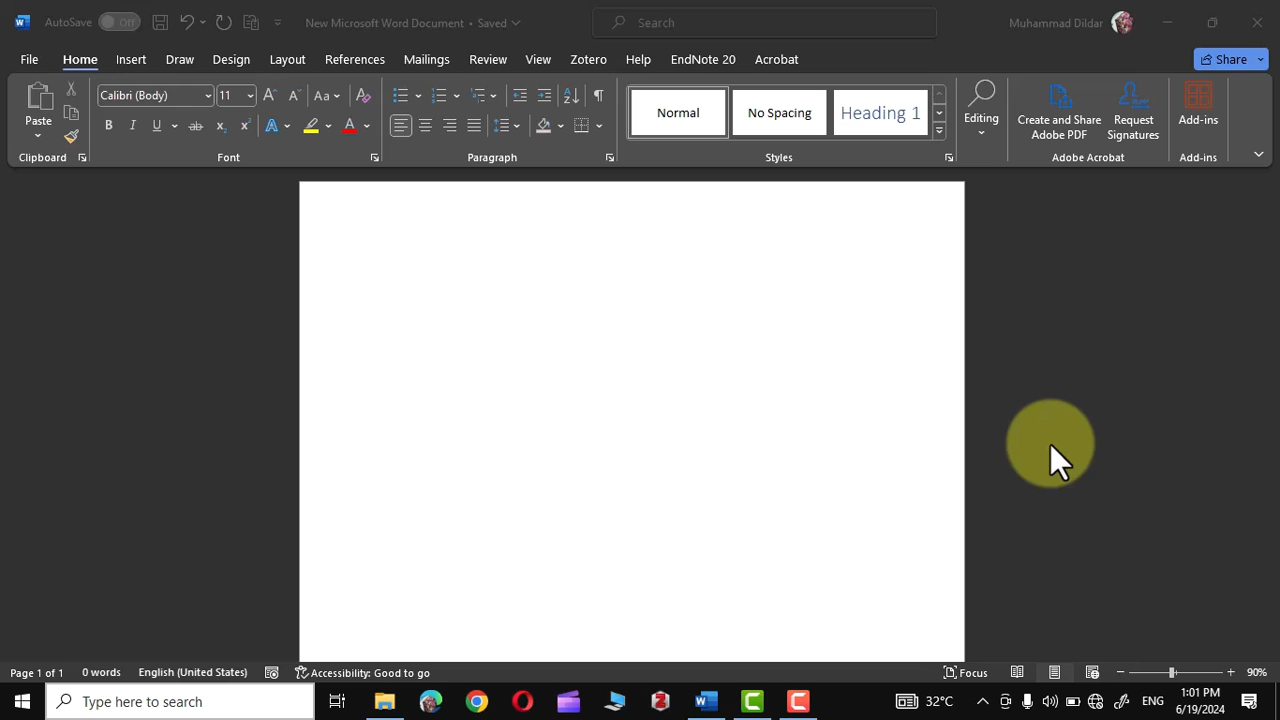 AutoSave Off New Microsoft Word Document • Saved Search Muhammad Dildar
File Home Insert Draw Design Layout References Mailings Review View Zotero Help EndNote 20 Acrobat Share
Calibri (Body) 11 Aa
Paste
B I U ab x₂ x² A A
Normal
No Spacing
Heading 1
Editing
Create and Share
Adobe PDF
Request
Signatures
Add-ins
Clipboard Font Paragraph Styles Adobe Acrobat Add-ins
Page 1 of 1 0 words English (United States) Accessibility: Good to go Focus 90%
Type here to search 32°C ENG 1:01 PM
6/19/2024